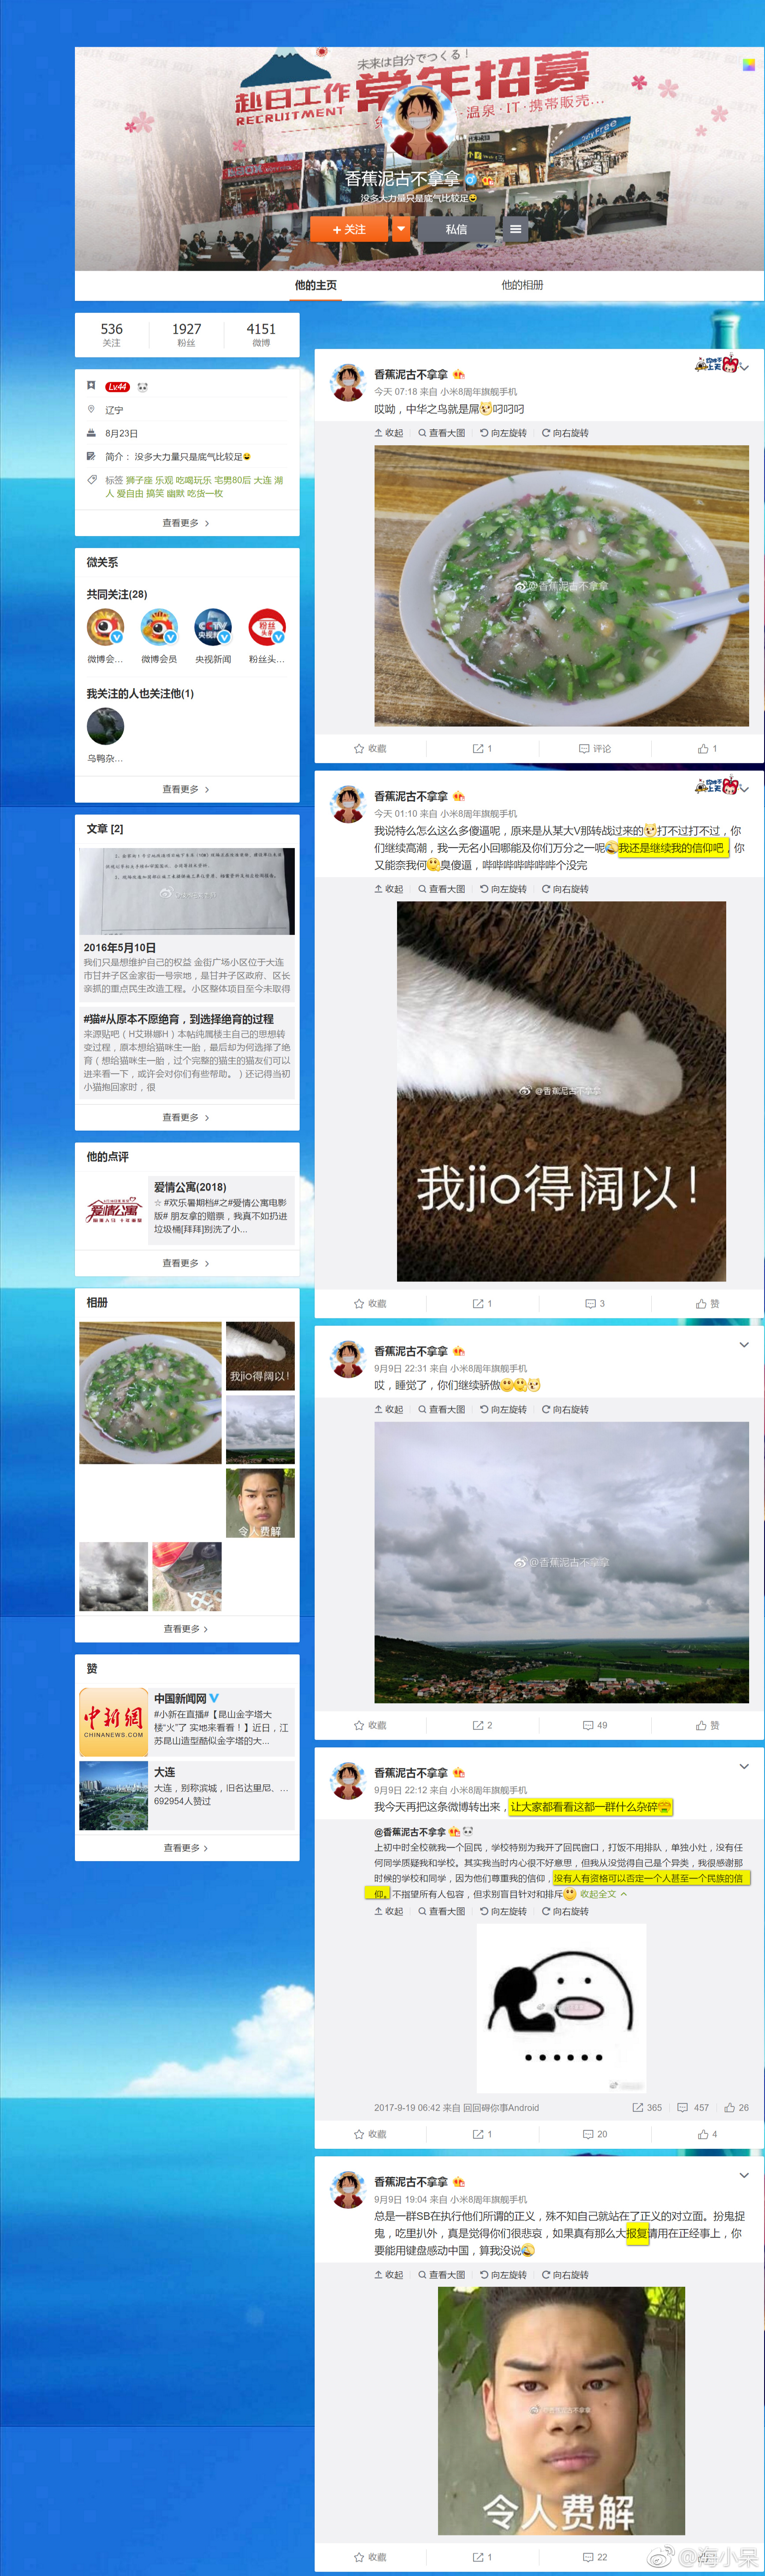 未来は自分でつくる！
赴日工作 常年招募
RECRUITMENT
温泉·IT·携帯販売…
香蕉泥古不拿拿
没多大力量只是底气比较足
+ 关注
私信
他的主页
他的相册
536
1927
4151
关注
粉丝
微博
Lv.44
辽宁
8月23日
简介： 没多大力量只是底气比较足
标签 狮子座 乐观 吃喝玩乐 宅男80后 大连 湖
人 爱自由 搞笑 幽默 吃货一枚
查看更多 >
微关系
共同关注(28)
微博会…
微博会员
央视新闻
粉丝头…
我关注的人也关注他(1)
乌鸭杂…
查看更多 >
文章 [2]
2016年5月10日
我们只是想维护自己的权益 金街广场小区位于大连
市甘井子区金家街一号宗地，是甘井子区政府、区长
亲抓的重点民生改造工程。小区整体项目至今未取得
#猫#从原本不愿绝育，到选择绝育的过程
来源贴吧（H艾琳娜H）本帖纯属楼主自己的思想转
变过程，原本想给猫咪生一胎，最后却为何选择了绝
育（想给猫咪生一胎，过个完整的猫生的猫友们可以
进来看一下，或许会对你们有些帮助。）还记得当初
小猫抱回家时，很
查看更多 >
他的点评
爱情公寓
爱情公寓(2018)
☆ #欢乐暑期档#之#爱情公寓电影
版# 朋友拿的赠票，我真不如扔进
垃圾桶[拜拜]别洗了小...
查看更多 >
相册
我jio得阔以!
令人费解
查看更多 >
赞
中新网
CHINANEWS.COM
中国新闻网
#小新在直播#【昆山金字塔大
楼“火”了 实地来看看！】近日，江
苏昆山造型酷似金字塔的大...
大连
大连，别称滨城，旧名达里尼、…
692954人赞过
查看更多 >
香蕉泥古不拿拿
今天 07:18 来自 小米8周年旗舰手机
哎呦，中华之鸟就是屌叼叼叼
收起 查看大图 向左旋转 向右旋转
@香蕉泥古不拿拿
收藏
1
评论
1
香蕉泥古不拿拿
今天 01:10 来自 小米8周年旗舰手机
我说特么怎么这么多傻逼呢，原来是从某大V那转战过来的打不过打不过，你
们继续高潮，我一无名小回哪能及你们万分之一呢我还是继续我的信仰吧，你
又能奈我何臭傻逼，哔哔哔哔哔哔哔个没完
收起 查看大图 向左旋转 向右旋转
@香蕉泥古不拿拿
我jio得阔以!
收藏
1
3
赞
香蕉泥古不拿拿
9月9日 22:31 来自 小米8周年旗舰手机
哎，睡觉了，你们继续骄傲
收起 查看大图 向左旋转 向右旋转
@香蕉泥古不拿拿
收藏
2
49
赞
香蕉泥古不拿拿
9月9日 22:12 来自 小米8周年旗舰手机
我今天再把这条微博转出来，让大家都看看这都一群什么杂碎
@香蕉泥古不拿拿
上初中时全校就我一个回民，学校特别为我开了回民窗口，打饭不用排队，单独小灶，没有任
何同学质疑我和学校。其实我当时内心很不好意思，但我从没觉得自己是个异类，我很感谢那
时候的学校和同学，因为他们尊重我的信仰，没有人有资格可以否定一个人甚至一个民族的信
仰。不指望所有人包容，但求别盲目针对和排斥 收起全文
收起 查看大图 向左旋转 向右旋转
••••••
2017-9-19 06:42 来自 回回嘚你事Android
365
457
26
收藏
1
20
4
香蕉泥古不拿拿
9月9日 19:04 来自 小米8周年旗舰手机
总是一群SB在执行他们所谓的正义，殊不知自己就站在了正义的对立面。扮鬼捉
鬼，吃里扒外，真是觉得你们很悲哀，如果真有那么大报复请用在正经事上，你
要能用键盘感动中国，算我没说
收起 查看大图 向左旋转 向右旋转
令人费解
收藏
1
22
@海小呆